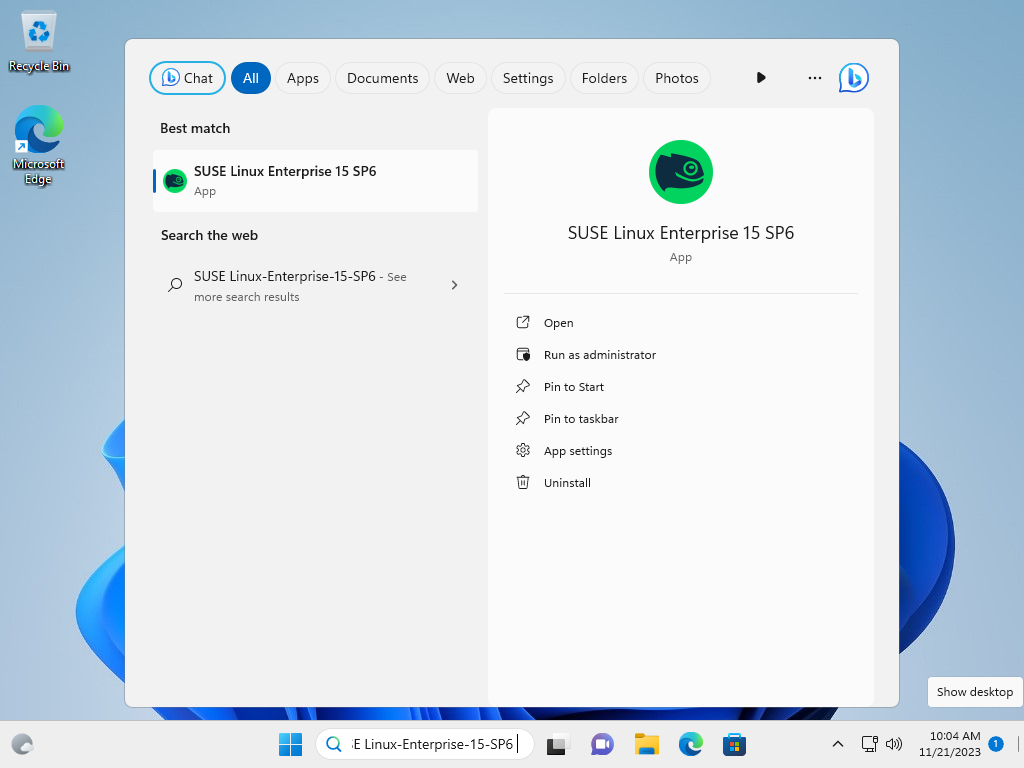 Recycle Bin
Microsoft
Edge
Chat
All
Apps
Documents
Web
Settings
Folders
Photos
Best match
SUSE Linux Enterprise 15 SP6
App
Search the web
SUSE Linux-Enterprise-15-SP6 - See
more search results
SUSE Linux Enterprise 15 SP6
App
Open
Run as administrator
Pin to Start
Pin to taskbar
App settings
Uninstall
Show desktop
E Linux-Enterprise-15-SP6
10:04 AM
11/21/2023
1